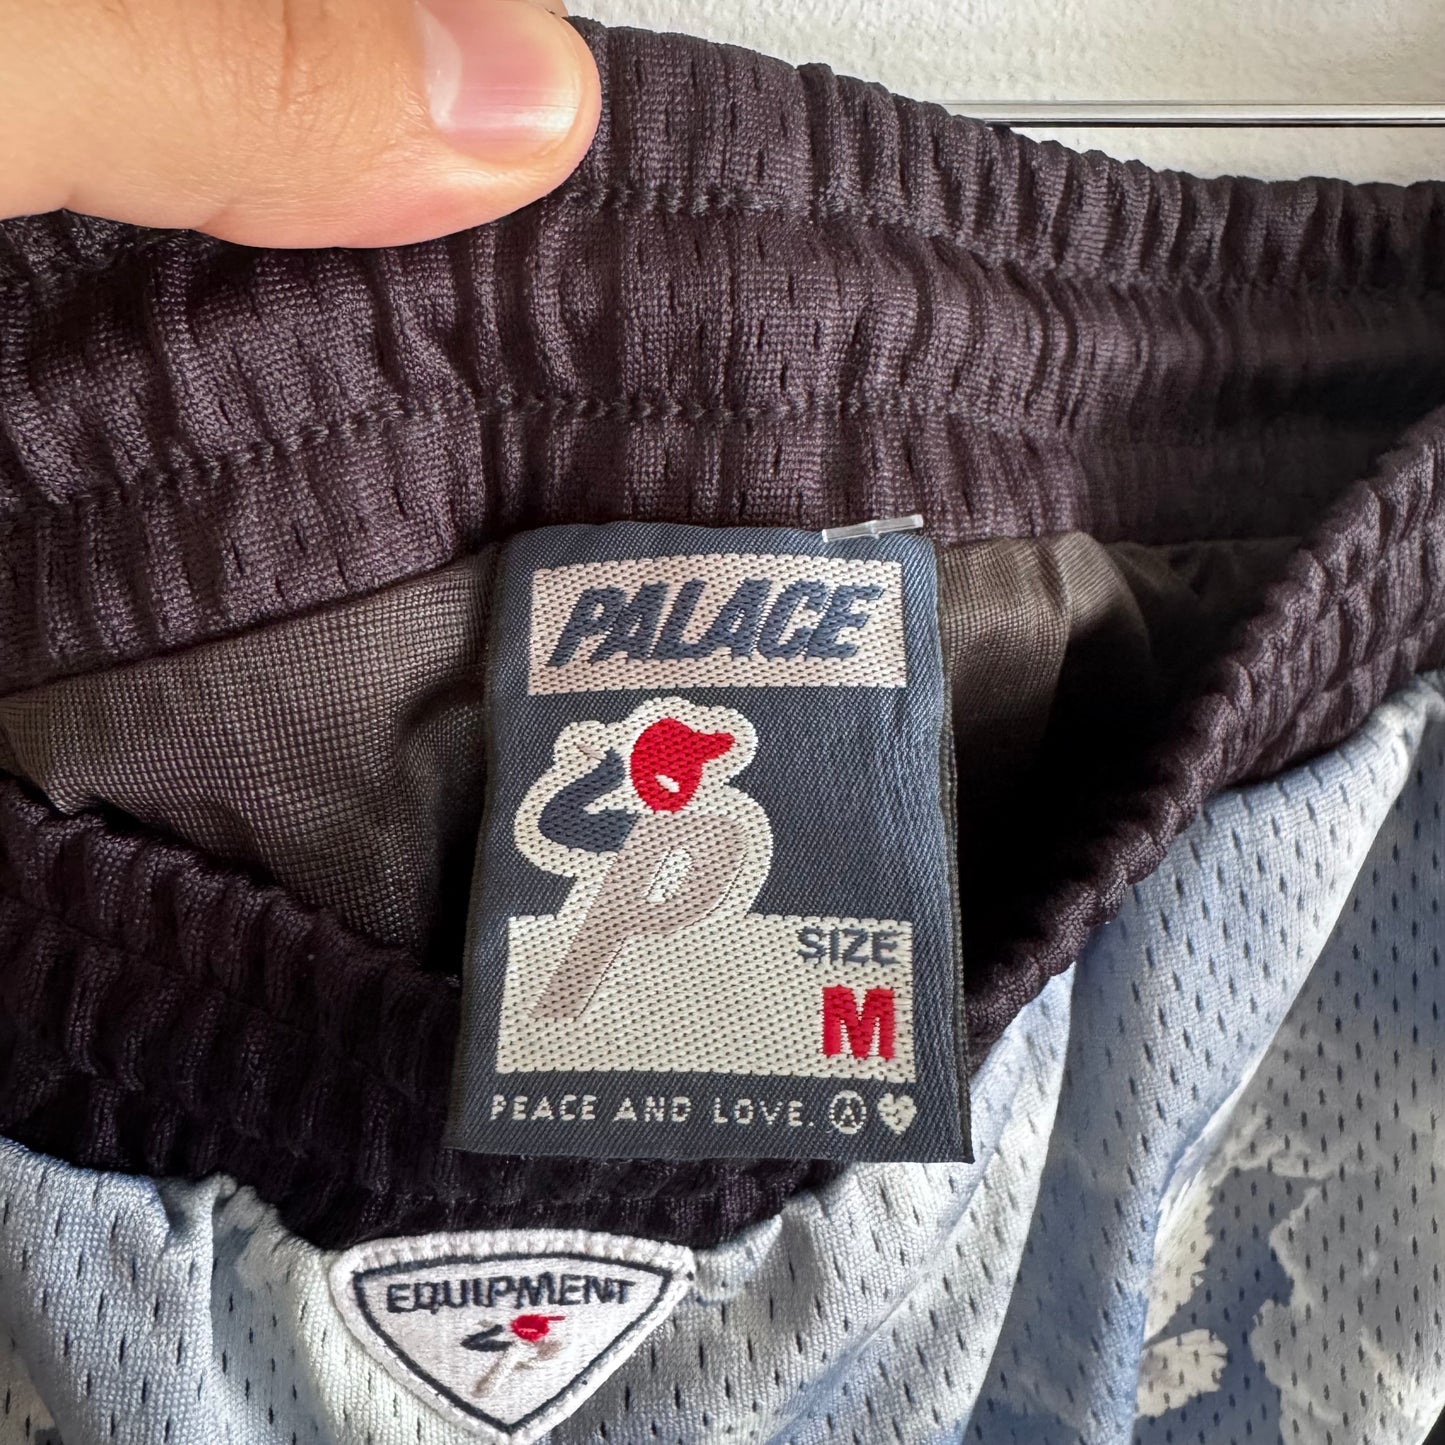 PALACE
P
SIZE
M
PEACE AND LOVE.
EQUIPMENT